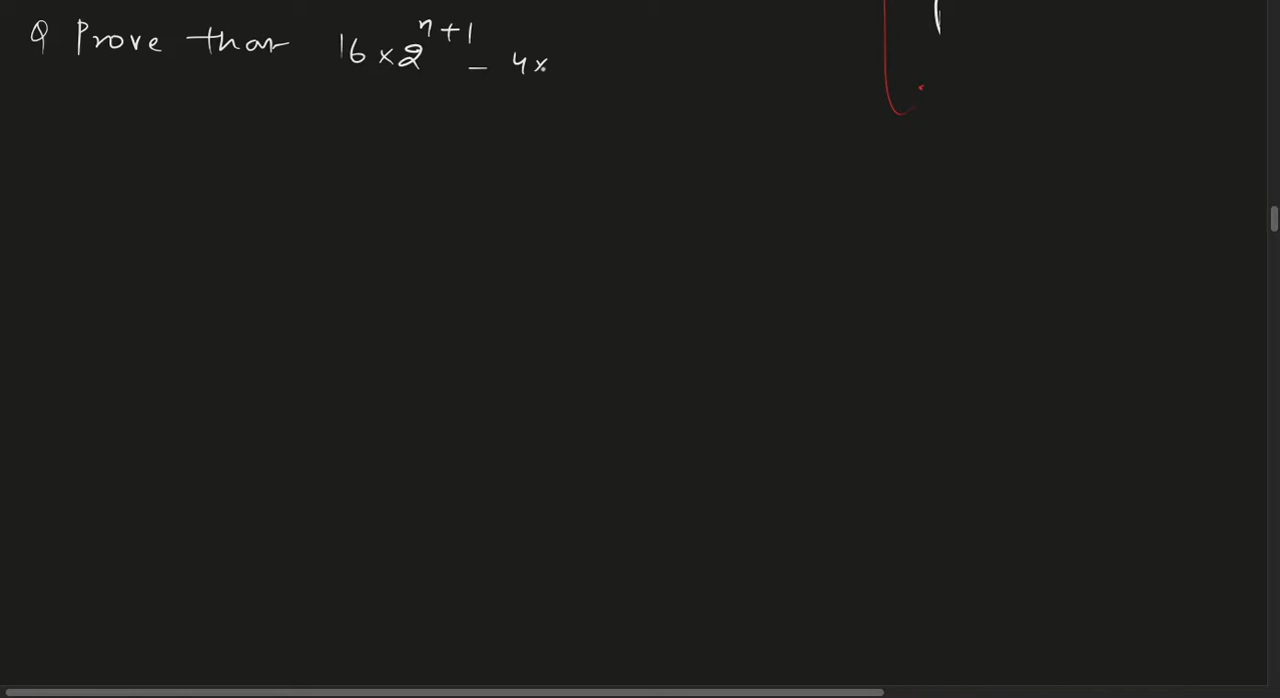 Q Prove that 16 × 2^{n+1} - 4 ×